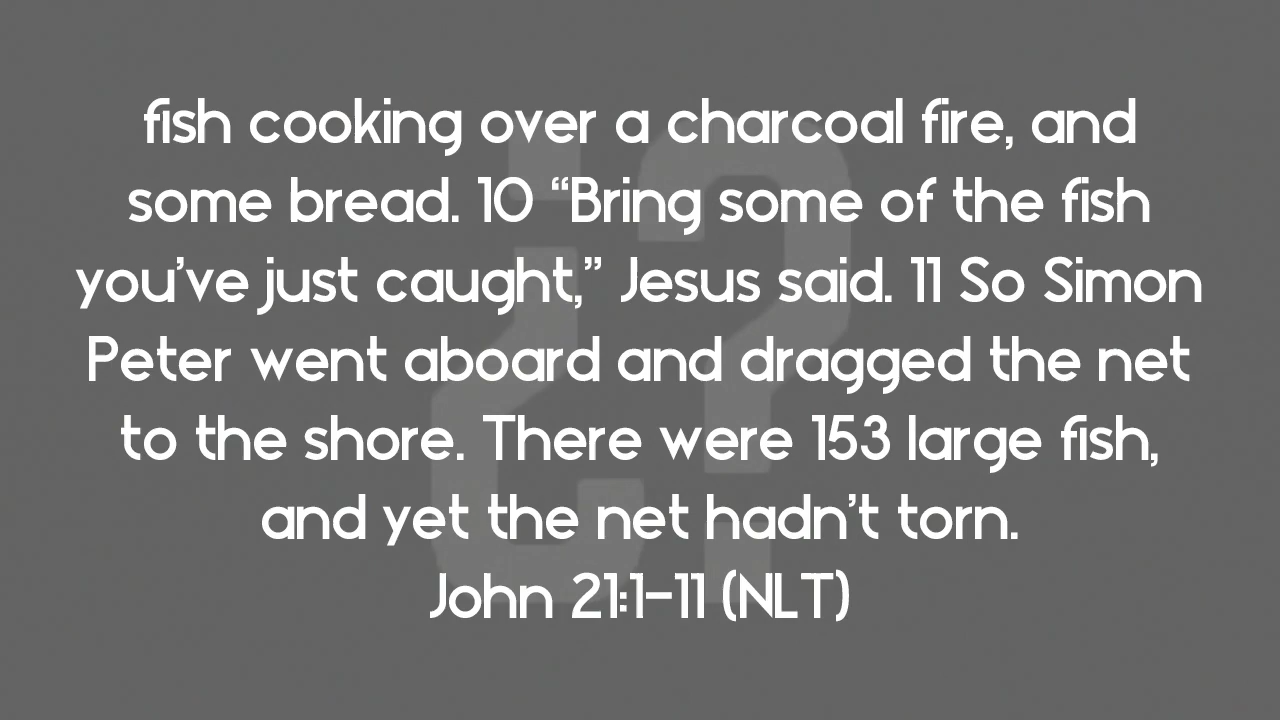 fish cooking over a charcoal fire, and
some bread. 10 “Bring some of the fish
you’ve just caught,” Jesus said. 11 So Simon
Peter went aboard and dragged the net
to the shore. There were 153 large fish,
and yet the net hadn’t torn.
John 21:1-11 (NLT)